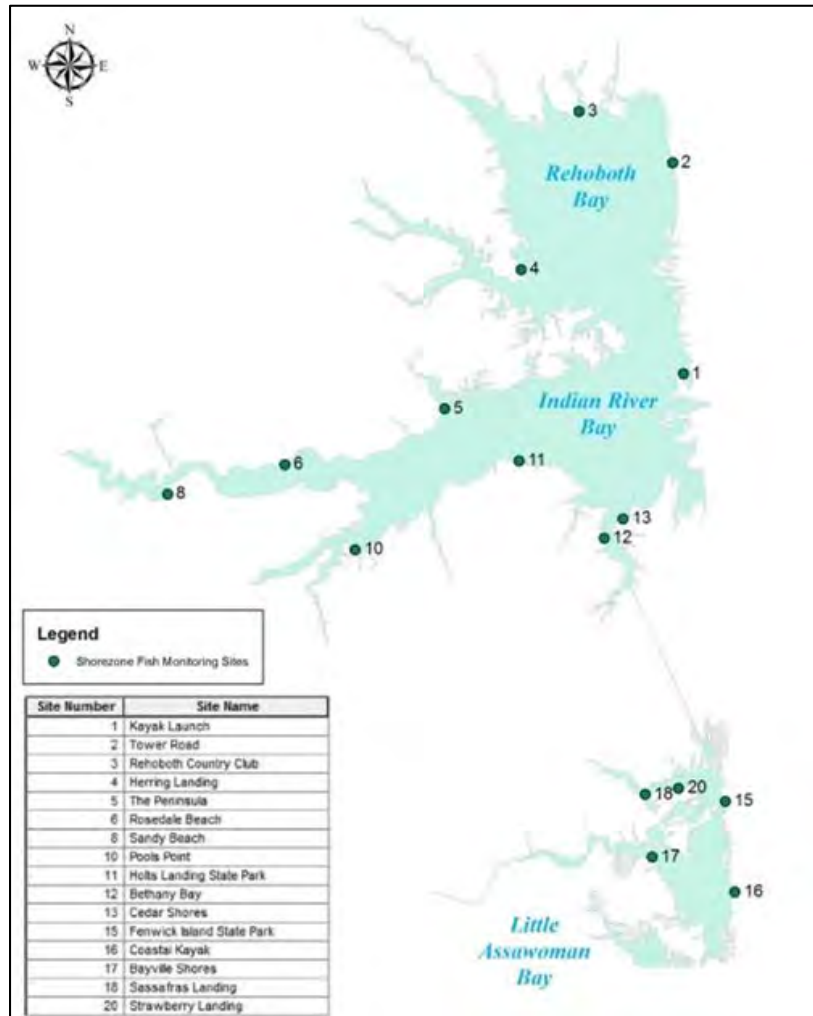 N
W E
S
3
2
Rehoboth
Bay
4
1
5
Indian River
Bay
6
11
8
13
12
10
Legend
Shorezone Fish Monitoring Sites
Site Number Site Name
1 Kayak Launch
2 Tower Road
3 Rehoboth Country Club
4 Herring Landing
5 The Peninsula
6 Rosedale Beach
8 Sandy Beach
10 Pools Point
11 Holts Landing State Park
12 Bethany Bay
13 Cedar Shores
15 Fenwick Island State Park
16 Coastal Kayak
17 Bayville Shores
18 Sassafras Landing
20 Strawberry Landing
18 20 15
17
16
Little
Assawoman
Bay